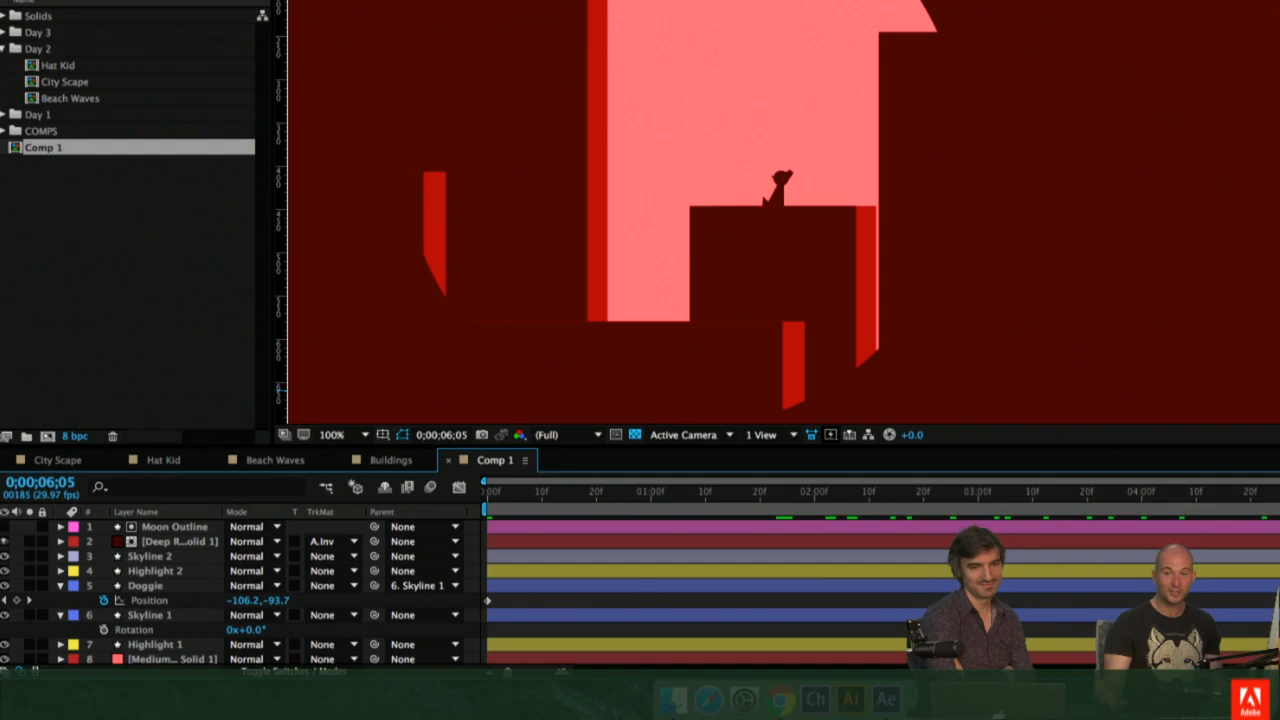 Solids
Day 3
Day 2
Hat Kid
City Scape
Beach Waves
Day 1
COMPS
Comp 1
8 bpc
100% 0;00;06;05 (Full) Active Camera 1 View +0.0
City Scape Hat Kid Beach Waves Buildings × Comp 1
0;00;06;05
00185 (29.97 fps)
:00f 10f 20f 01:00f 10f 20f 02:00f 10f 20f 03:00f 10f 20f 04:00f 10f 20f
# Layer Name Mode T TrkMat Parent
1 Moon Outline Normal None
2 [Deep R...olid 1] Normal A.Inv None
3 Skyline 2 Normal None None
4 Highlight 2 Normal None None
5 Doggie Normal None 6. Skyline 1
Position -106.2,-93.7
6 Skyline 1 Normal None None
Rotation 0x+0.0°
7 Highlight 1 Normal None None
8 [Medium... Solid 1] Normal None None
Toggle Switches / Modes
Ch Ai Ae
Adobe